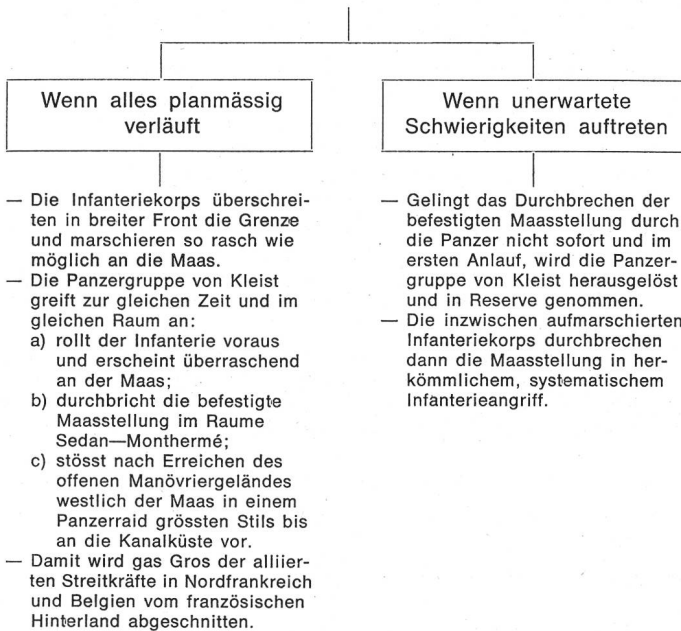 Wenn alles planmässig
verläuft
— Die Infanteriekorps überschrei-
ten in breiter Front die Grenze
und marschieren so rasch wie
möglich an die Maas.
— Die Panzergruppe von Kleist
greift zur gleichen Zeit und im
gleichen Raum an:
a) rollt der Infanterie voraus
und erscheint überraschend
an der Maas;
b) durchbricht die befestigte
Maasstellung im Raume
Sedan—Monthermé;
c) stösst nach Erreichen des
offenen Manövriergeländes
westlich der Maas in einem
Panzerraid grössten Stils bis
an die Kanalküste vor.
— Damit wird gas Gros der alliier-
ten Streitkräfte in Nordfrankreich
und Belgien vom französischen
Hinterland abgeschnitten.
Wenn unerwartete
Schwierigkeiten auftreten
— Gelingt das Durchbrechen der
befestigten Maasstellung durch
die Panzer nicht sofort und im
ersten Anlauf, wird die Panzer-
gruppe von Kleist herausgelöst
und in Reserve genommen.
— Die inzwischen aufmarschierten
Infanteriekorps durchbrechen
dann die Maasstellung in her-
kömmlichem, systematischem
Infanterieangriff.